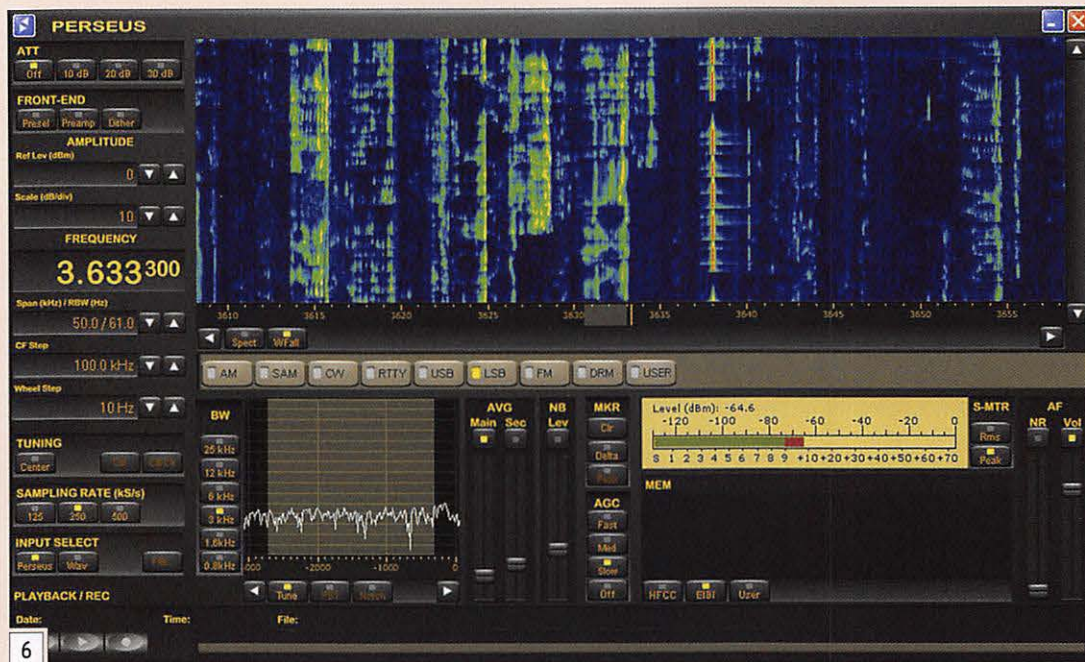 PERSEUS
ATT
Off 10 dB 20 dB 30 dB
FRONT-END
Presel Preamp Dither
AMPLITUDE
Ref Lev (dBm)
0
Scale (dB/div)
10
FREQUENCY
3.633300
Span (kHz) / RBW (Hz)
50.0 / 61.0
CF Step
100.0 kHz
Wheel Step
10 Hz
TUNING
Center
SAMPLING RATE (kS/s)
125 250 500
INPUT SELECT
Perseus Wav
PLAYBACK / REC
Date: Time: File:
6
3610 3615 3620 3625 3630 3635 3640 3645 3650 3655
Spect WFall
AM SAM CW RTTY USB LSB FM DRM USER
BW
25 kHz
12 kHz
6 kHz
3 kHz
1.6kHz
0.8kHz
-2000 -1000 0
Tune Notch
AVG
Main Sec
NB
Lev
MKR
Clr
Delta
AGC
Fast
Med
Slow
Off
Level (dBm): -64.6
-120 -100 -80 -60 -40 -20 0
S 1 2 3 4 5 6 7 8 9 +10+20+30+40+50+60+70
S-MTR
Rms
Peak
MEM
HFCC EIBI User
AF
NR Vol